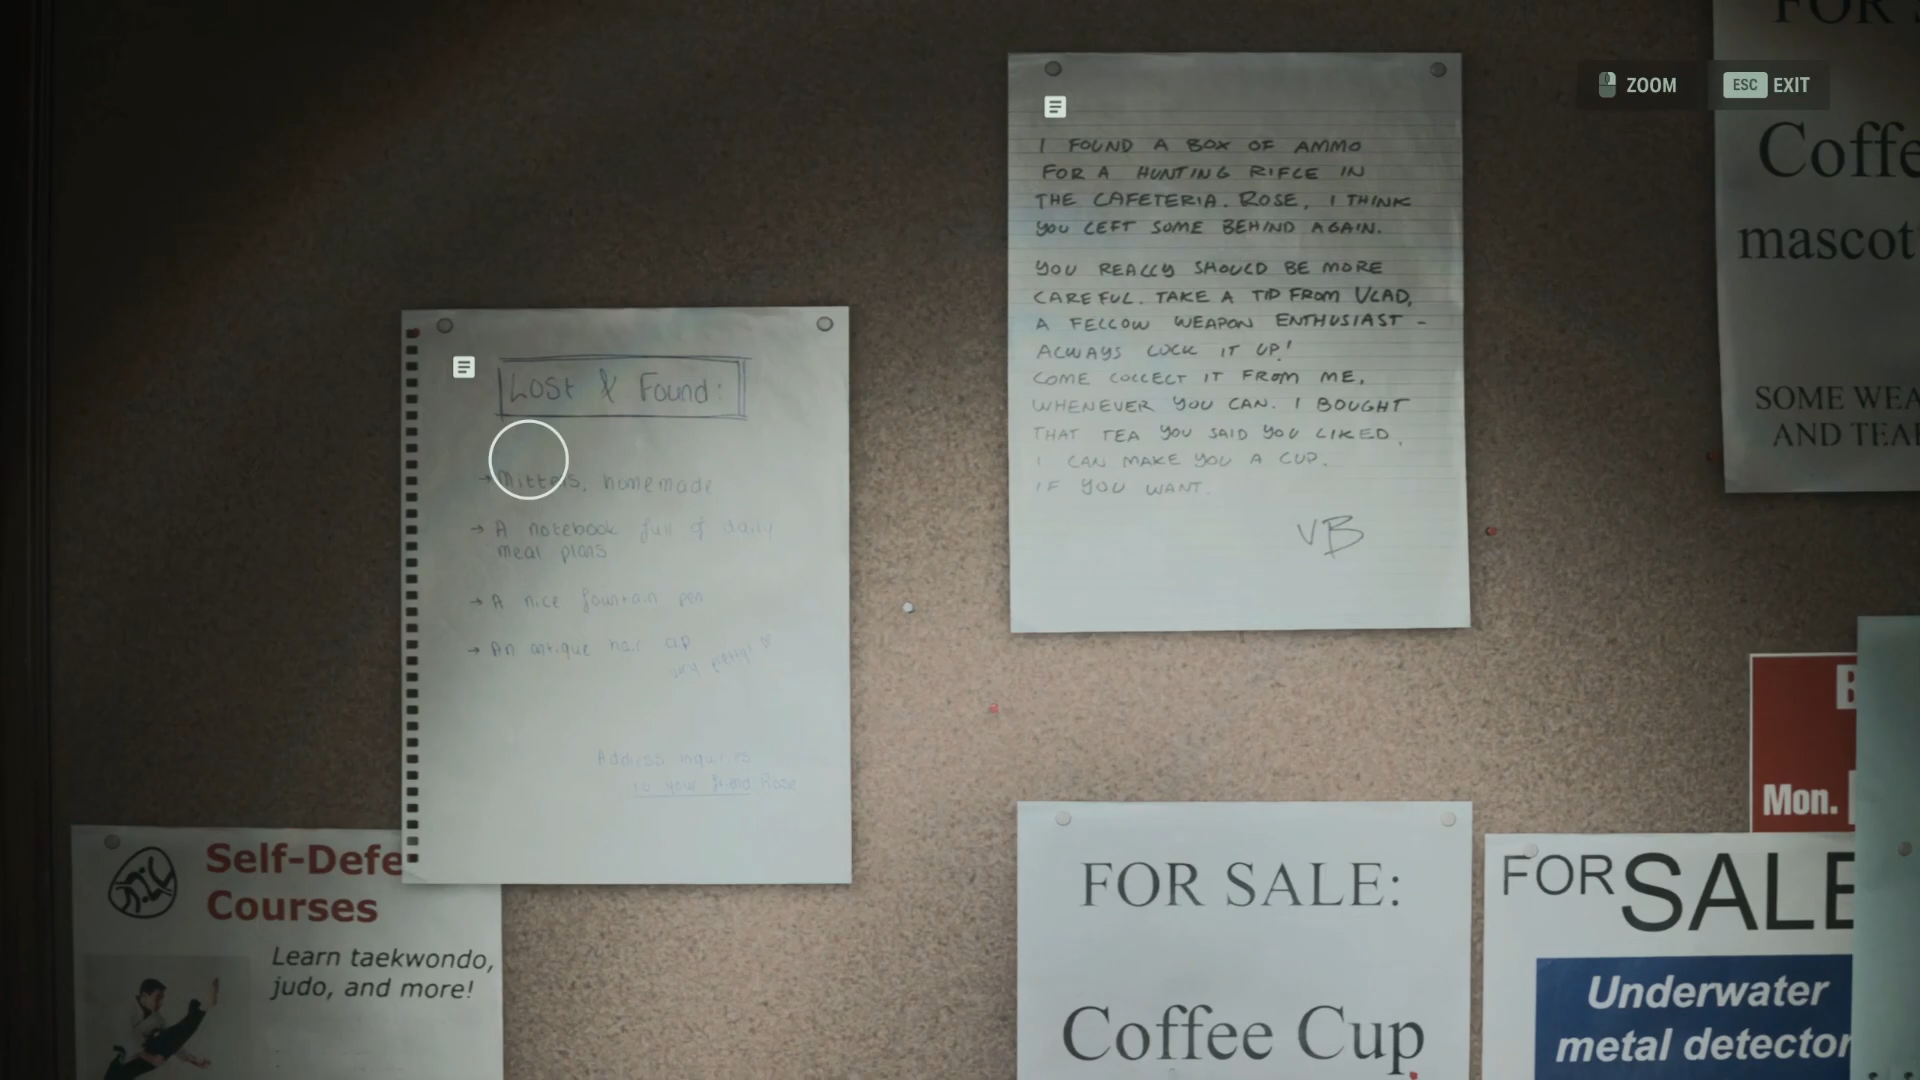 FOR
Coffe
mascot
SOME WEA
AND TEAR
ZOOM
ESC EXIT
I FOUND A BOX OF AMMO
FOR A HUNTING RIFLE IN
THE CAFETERIA. ROSE, I THINK
YOU LEFT SOME BEHIND AGAIN.
YOU REALLY SHOULD BE MORE
CAREFUL. TAKE A TIP FROM VLAD,
A FELLOW WEAPON ENTHUSIAST -
ALWAYS LOCK IT UP!
COME COLLECT IT FROM ME,
WHENEVER YOU CAN. I BOUGHT
THAT TEA YOU SAID YOU LIKED,
I CAN MAKE YOU A CUP.
IF YOU WANT.
VB
Lost & Found:
→ Mittens, homemade
→ A notebook full of daily
meal plans
→ A nice fountain pen
→ An antique hair clip
very pretty!
Address inquiries
to your friend Rose
Self-Defe
Courses
Learn taekwondo,
judo, and more!
FOR SALE:
Coffee Cup
Mon.
FOR SALE
Underwater
metal detector